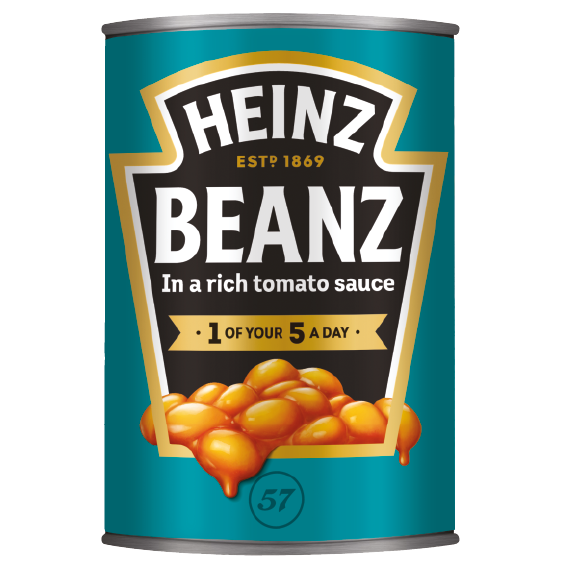 HEINZ
ESTD 1869
BEANZ
In a rich tomato sauce
· 1 OF YOUR 5 A DAY ·
57